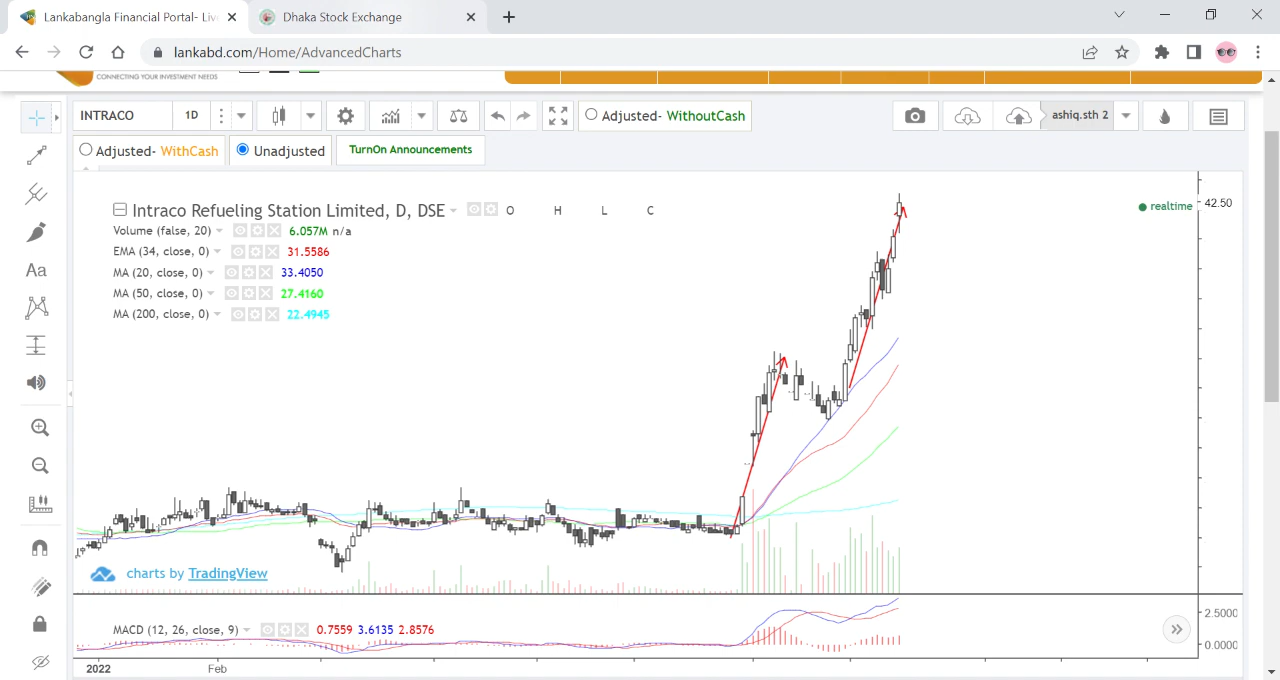 Lankabangla Financial Portal- Liv
Dhaka Stock Exchange
lankabd.com/Home/AdvancedCharts
CONNECTING YOUR INVESTMENT NEEDS
INTRACO 1D Adjusted- WithoutCash ashiq.sth 2
Adjusted- WithCash Unadjusted TurnOn Announcements
Intraco Refueling Station Limited, D, DSE O H L C realtime 42.50
Volume (false, 20) 6.057M n/a
EMA (34, close, 0) 31.5586
MA (20, close, 0) 33.4050
MA (50, close, 0) 27.4160
MA (200, close, 0) 22.4945
Aa
charts by TradingView
2.5000
MACD (12, 26, close, 9) 0.7559 3.6135 2.8576
0.0000
2022 Feb